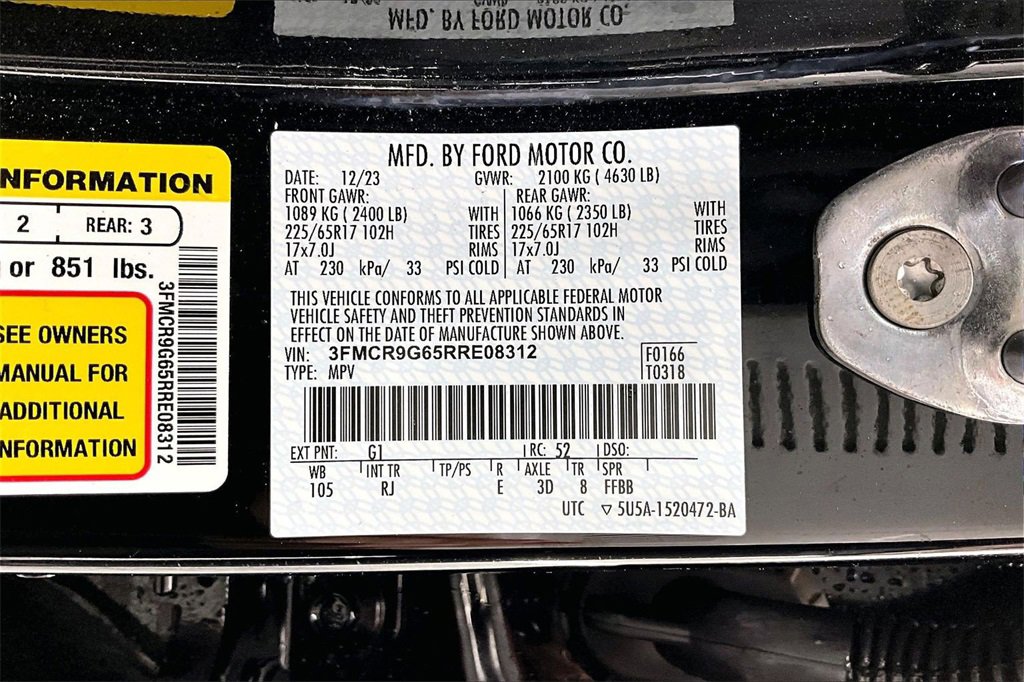 MFD. BY FORD MOTOR CO.
NFORMATION
2 REAR: 3
or 851 lbs.
SEE OWNERS
MANUAL FOR
ADDITIONAL
INFORMATION
3FMCR9G65RRE08312
MFD. BY FORD MOTOR CO.
DATE: 12/23 GVWR: 2100 KG ( 4630 LB)
FRONT GAWR: REAR GAWR:
1089 KG ( 2400 LB) WITH 1066 KG ( 2350 LB) WITH
225/65R17 102H TIRES 225/65R17 102H TIRES
17x7.0J RIMS 17x7.0J RIMS
AT 230 kPa/ 33 PSI COLD AT 230 kPa/ 33 PSI COLD
THIS VEHICLE CONFORMS TO ALL APPLICABLE FEDERAL MOTOR
VEHICLE SAFETY AND THEFT PREVENTION STANDARDS IN
EFFECT ON THE DATE OF MANUFACTURE SHOWN ABOVE.
VIN: 3FMCR9G65RRE08312 F0166
TYPE: MPV T0318
EXT PNT: G1 RC: 52 DSO:
WB INT TR TP/PS R AXLE TR SPR
105 RJ E 3D 8 FFBB
UTC ▽ 5U5A-1520472-BA